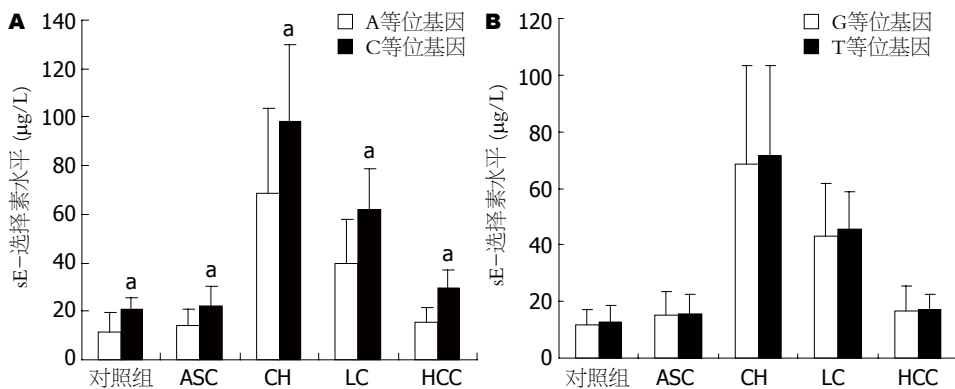 A
140
120
100
80
60
40
20
0
sE-选择素水平 (μg/L)
A等位基因
C等位基因
a
a
a
a
a
对照组 ASC CH LC HCC
B
120
100
80
60
40
20
0
sE-选择素水平 (μg/L)
G等位基因
T等位基因
对照组 ASC CH LC HCC